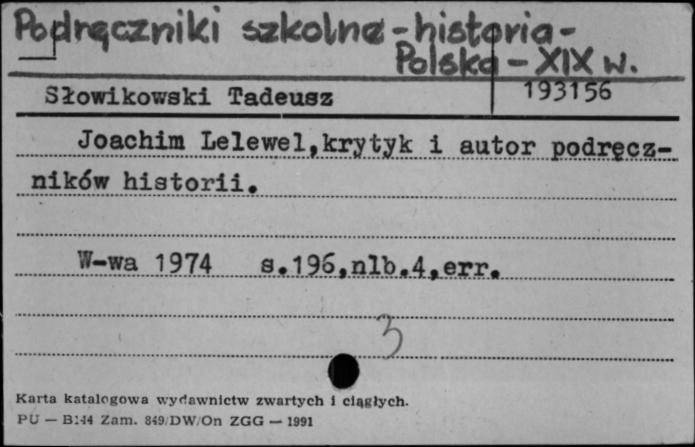 Podręczniki szkolne - historia -
Polska - XIX w.
Słowikowski Tadeusz 193156
Joachim Lelewel,krytyk i autor podręcz-
ników historii.
W-wa 1974 s.196,nlb.4,err.
3
Karta katalogowa wydawnictw zwartych i ciągłych.
PU — B144 Zam. 849/DW/On ZGG — 1991